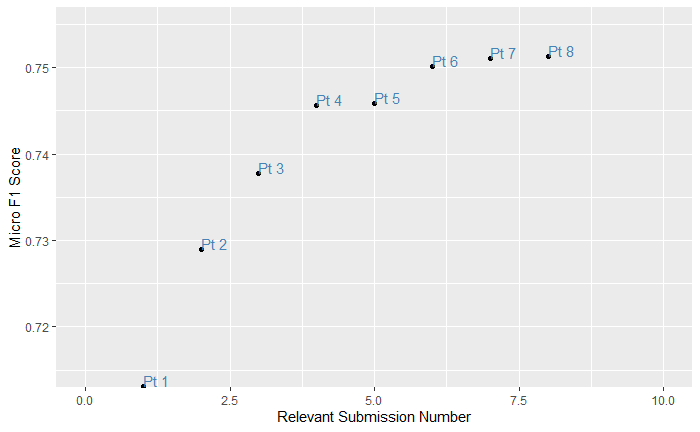 Pt 8
Pt 7
Pt 6
0.75
Pt 5
Pt 4
Pt 3
0.74
Pt 2
0.73
0.72
Pt 1
Micro F1 Score
0.0 2.5 5.0 7.5 10.0
Relevant Submission Number